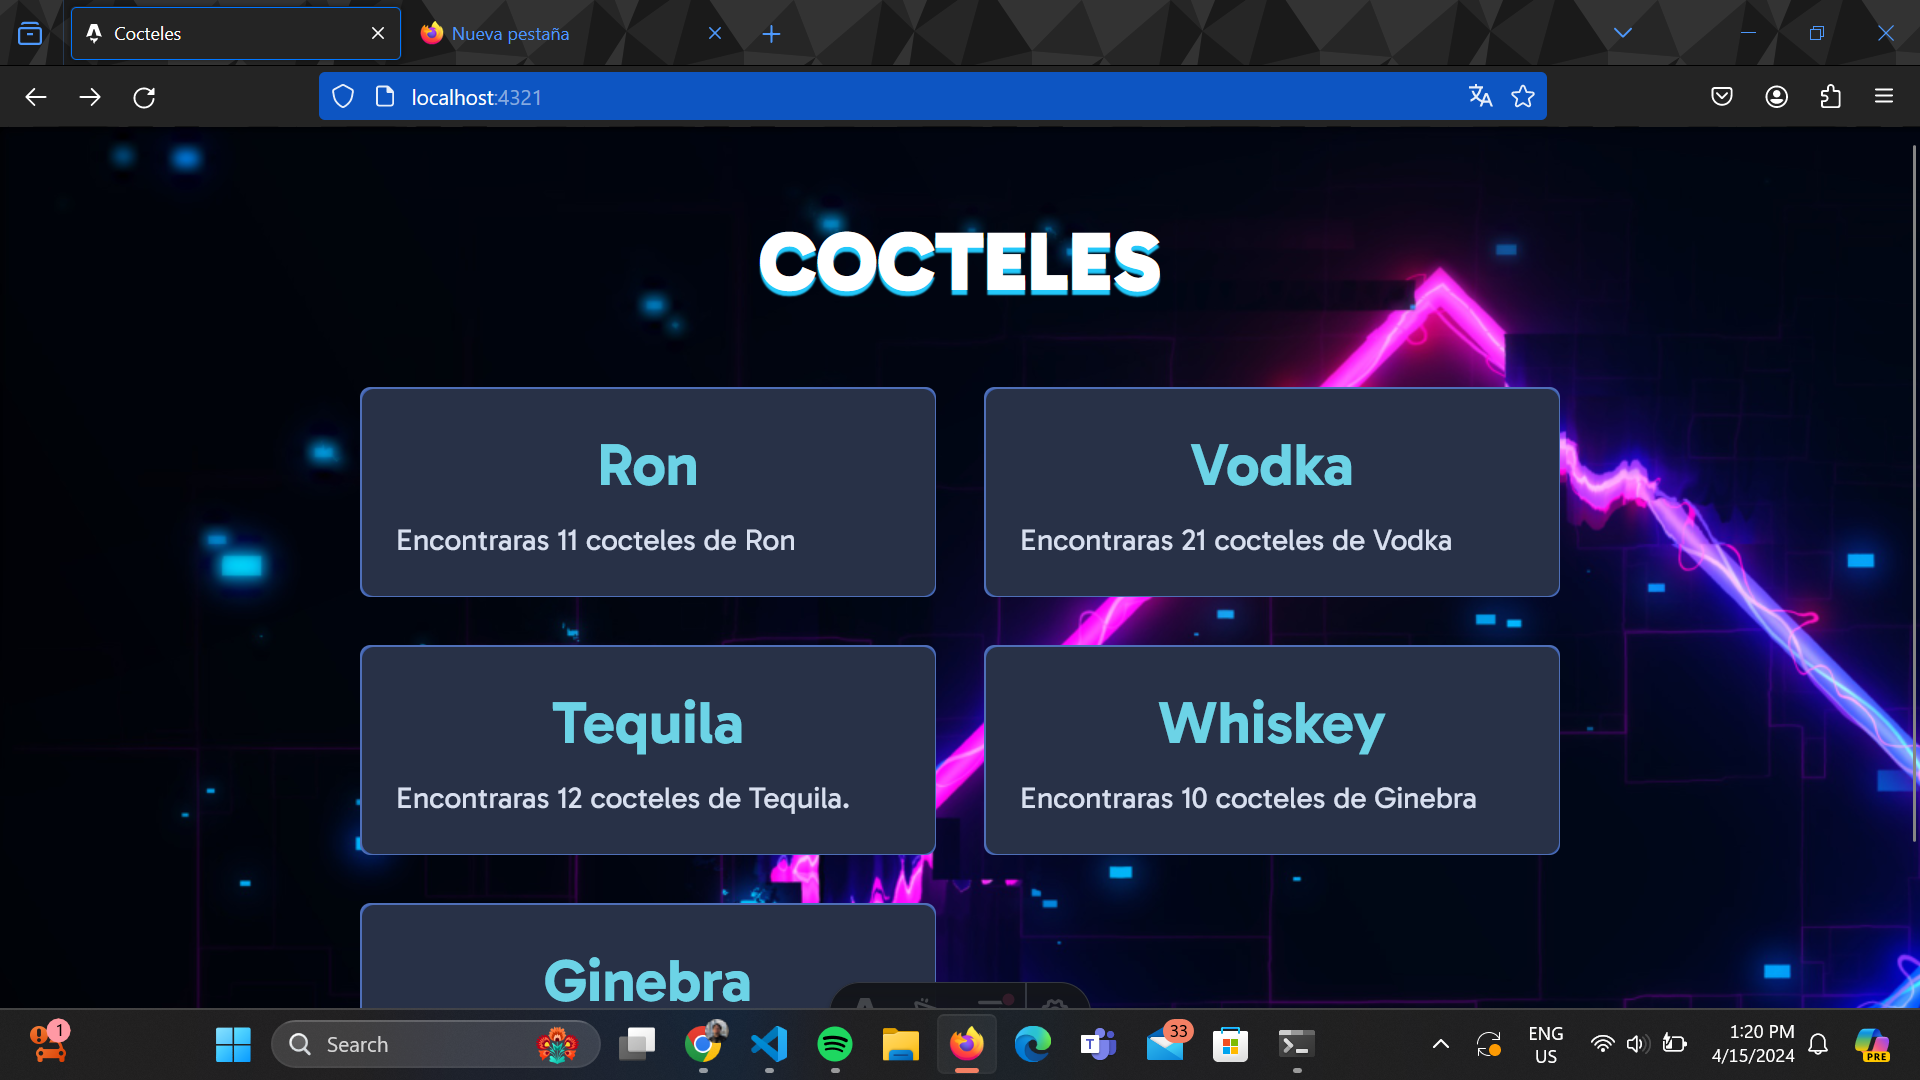 Cocteles
Nueva pestaña
localhost:4321
COCTELES
Ron
Encontraras 11 cocteles de Ron
Vodka
Encontraras 21 cocteles de Vodka
Tequila
Encontraras 12 cocteles de Tequila.
Whiskey
Encontraras 10 cocteles de Ginebra
Ginebra
1
Search
33
ENG
US
1:20 PM
4/15/2024
PRE